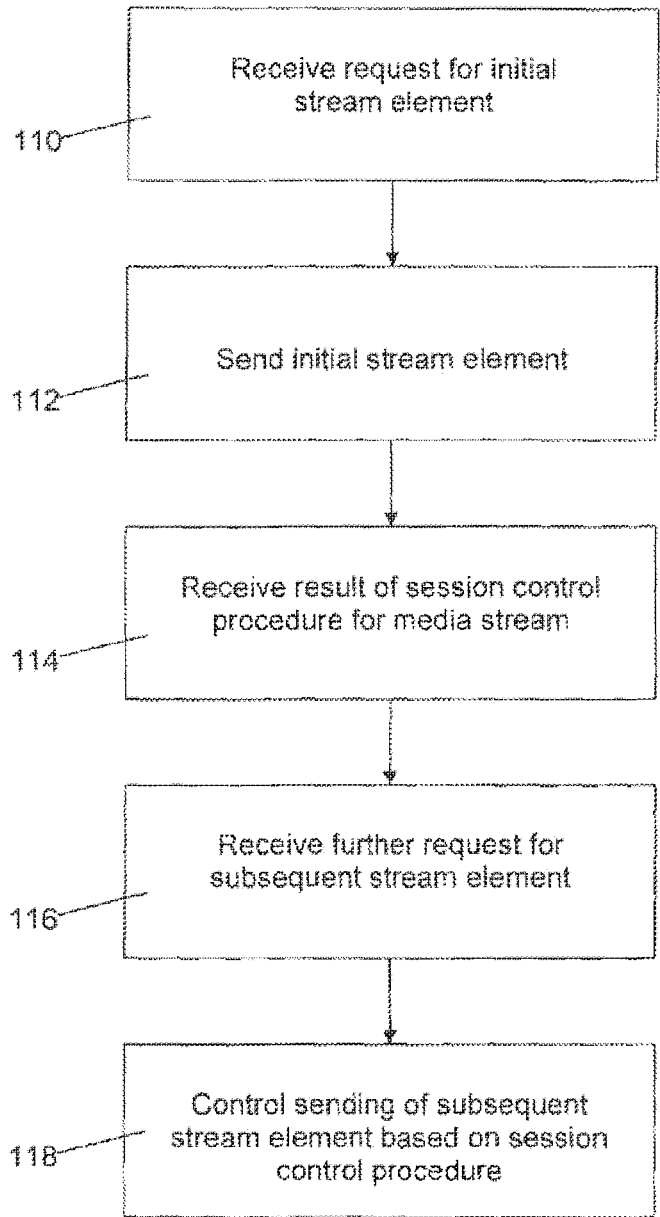 Receive request for initial
stream element
110
Send initial stream element
112
Receive result of session control
procedure for media stream
114
Receive further request for
subsequent stream element
116
Control sending of subsequent
stream element based on session
control procedure
118